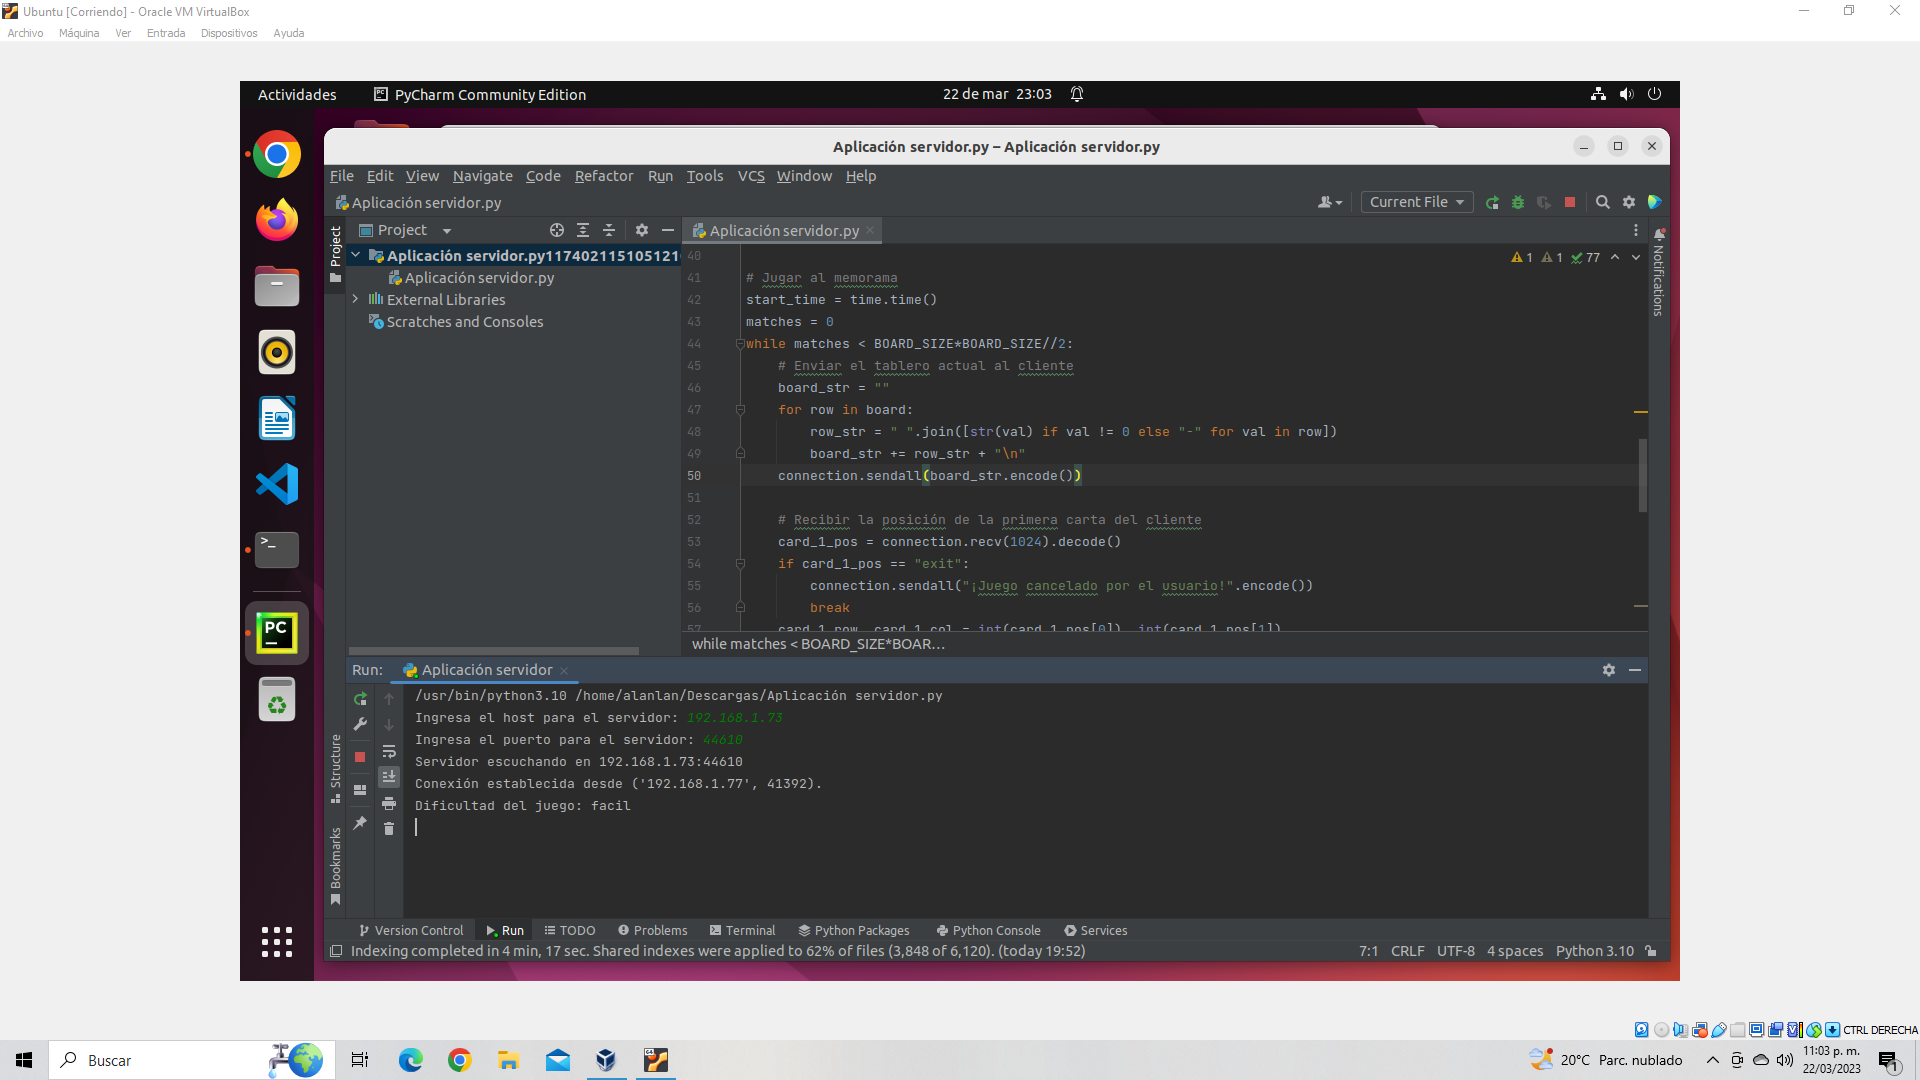 Ubuntu [Corriendo] - Oracle VM VirtualBox
Archivo Máquina Ver Entrada Dispositivos Ayuda
Actividades PyCharm Community Edition 22 de mar 23:03
Aplicación servidor.py – Aplicación servidor.py
File Edit View Navigate Code Refactor Run Tools VCS Window Help
Aplicación servidor.py Current File
Project Project Aplicación servidor.py
Aplicación servidor.py1174021151051216
Aplicación servidor.py
External Libraries
Scratches and Consoles
1 1 77
Notifications
40
41 # Jugar al memorama
42 start_time = time.time()
43 matches = 0
44 while matches < BOARD_SIZE*BOARD_SIZE//2:
45 # Enviar el tablero actual al cliente
46 board_str = ""
47 for row in board:
48 row_str = " ".join([str(val) if val != 0 else "-" for val in row])
49 board_str += row_str + "\n"
50 connection.sendall(board_str.encode())
51
52 # Recibir la posición de la primera carta del cliente
53 card_1_pos = connection.recv(1024).decode()
54 if card_1_pos == "exit":
55 connection.sendall("¡Juego cancelado por el usuario!".encode())
56 break
57 card_1_row, card_1_col = int(card_1_pos[0]), int(card_1_pos[1])
while matches < BOARD_SIZE*BOAR...
Run: Aplicación servidor
/usr/bin/python3.10 /home/alanlan/Descargas/Aplicación servidor.py
Ingresa el host para el servidor: 192.168.1.73
Ingresa el puerto para el servidor: 44610
Servidor escuchando en 192.168.1.73:44610
Conexión establecida desde ('192.168.1.77', 41392).
Dificultad del juego: facil
Structure
Bookmarks
Version Control Run TODO Problems Terminal Python Packages Python Console Services
Indexing completed in 4 min, 17 sec. Shared indexes were applied to 62% of files (3,848 of 6,120). (today 19:52) 7:1 CRLF UTF-8 4 spaces Python 3.10
CTRL DERECHA
Buscar 20°C Parc. nublado 11:03 p. m.
22/03/2023
1